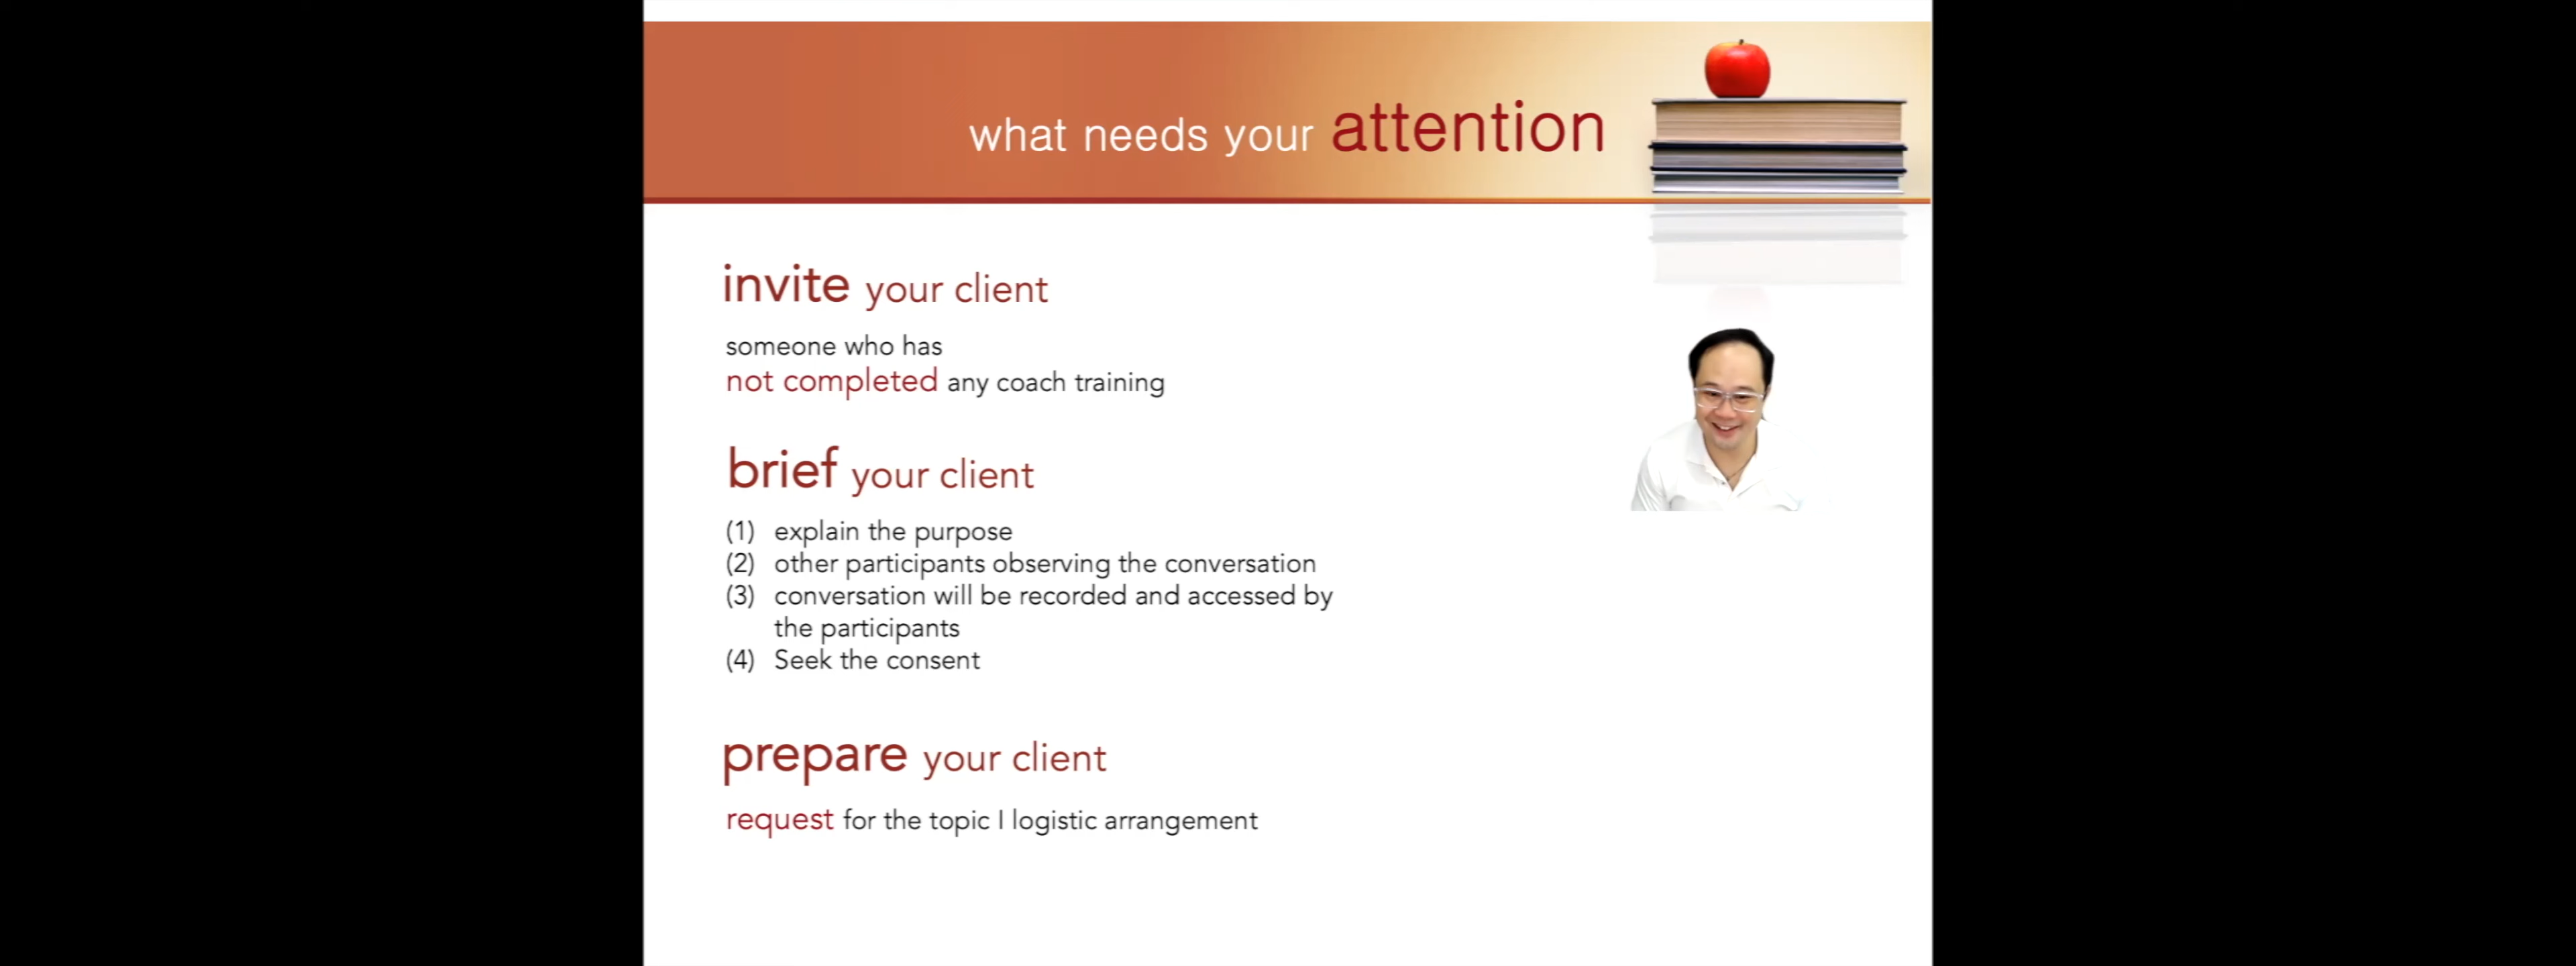 what needs your attention
invite your client
someone who has
not completed any coach training
brief your client
(1) explain the purpose
(2) other participants observing the conversation
(3) conversation will be recorded and accessed by
the participants
(4) Seek the consent
prepare your client
request for the topic I logistic arrangement